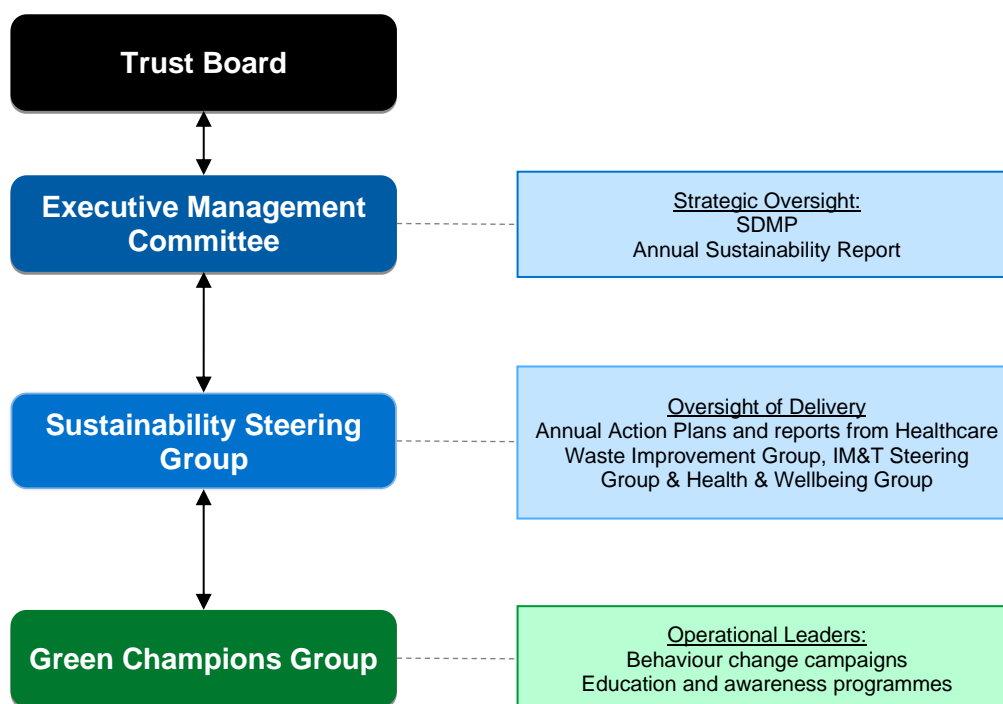 Trust Board
Executive Management
Committee
Strategic Oversight:
SDMP
Annual Sustainability Report
Sustainability Steering
Group
Oversight of Delivery
Annual Action Plans and reports from Healthcare
Waste Improvement Group, IM&T Steering
Group & Health & Wellbeing Group
Green Champions Group
Operational Leaders:
Behaviour change campaigns
Education and awareness programmes